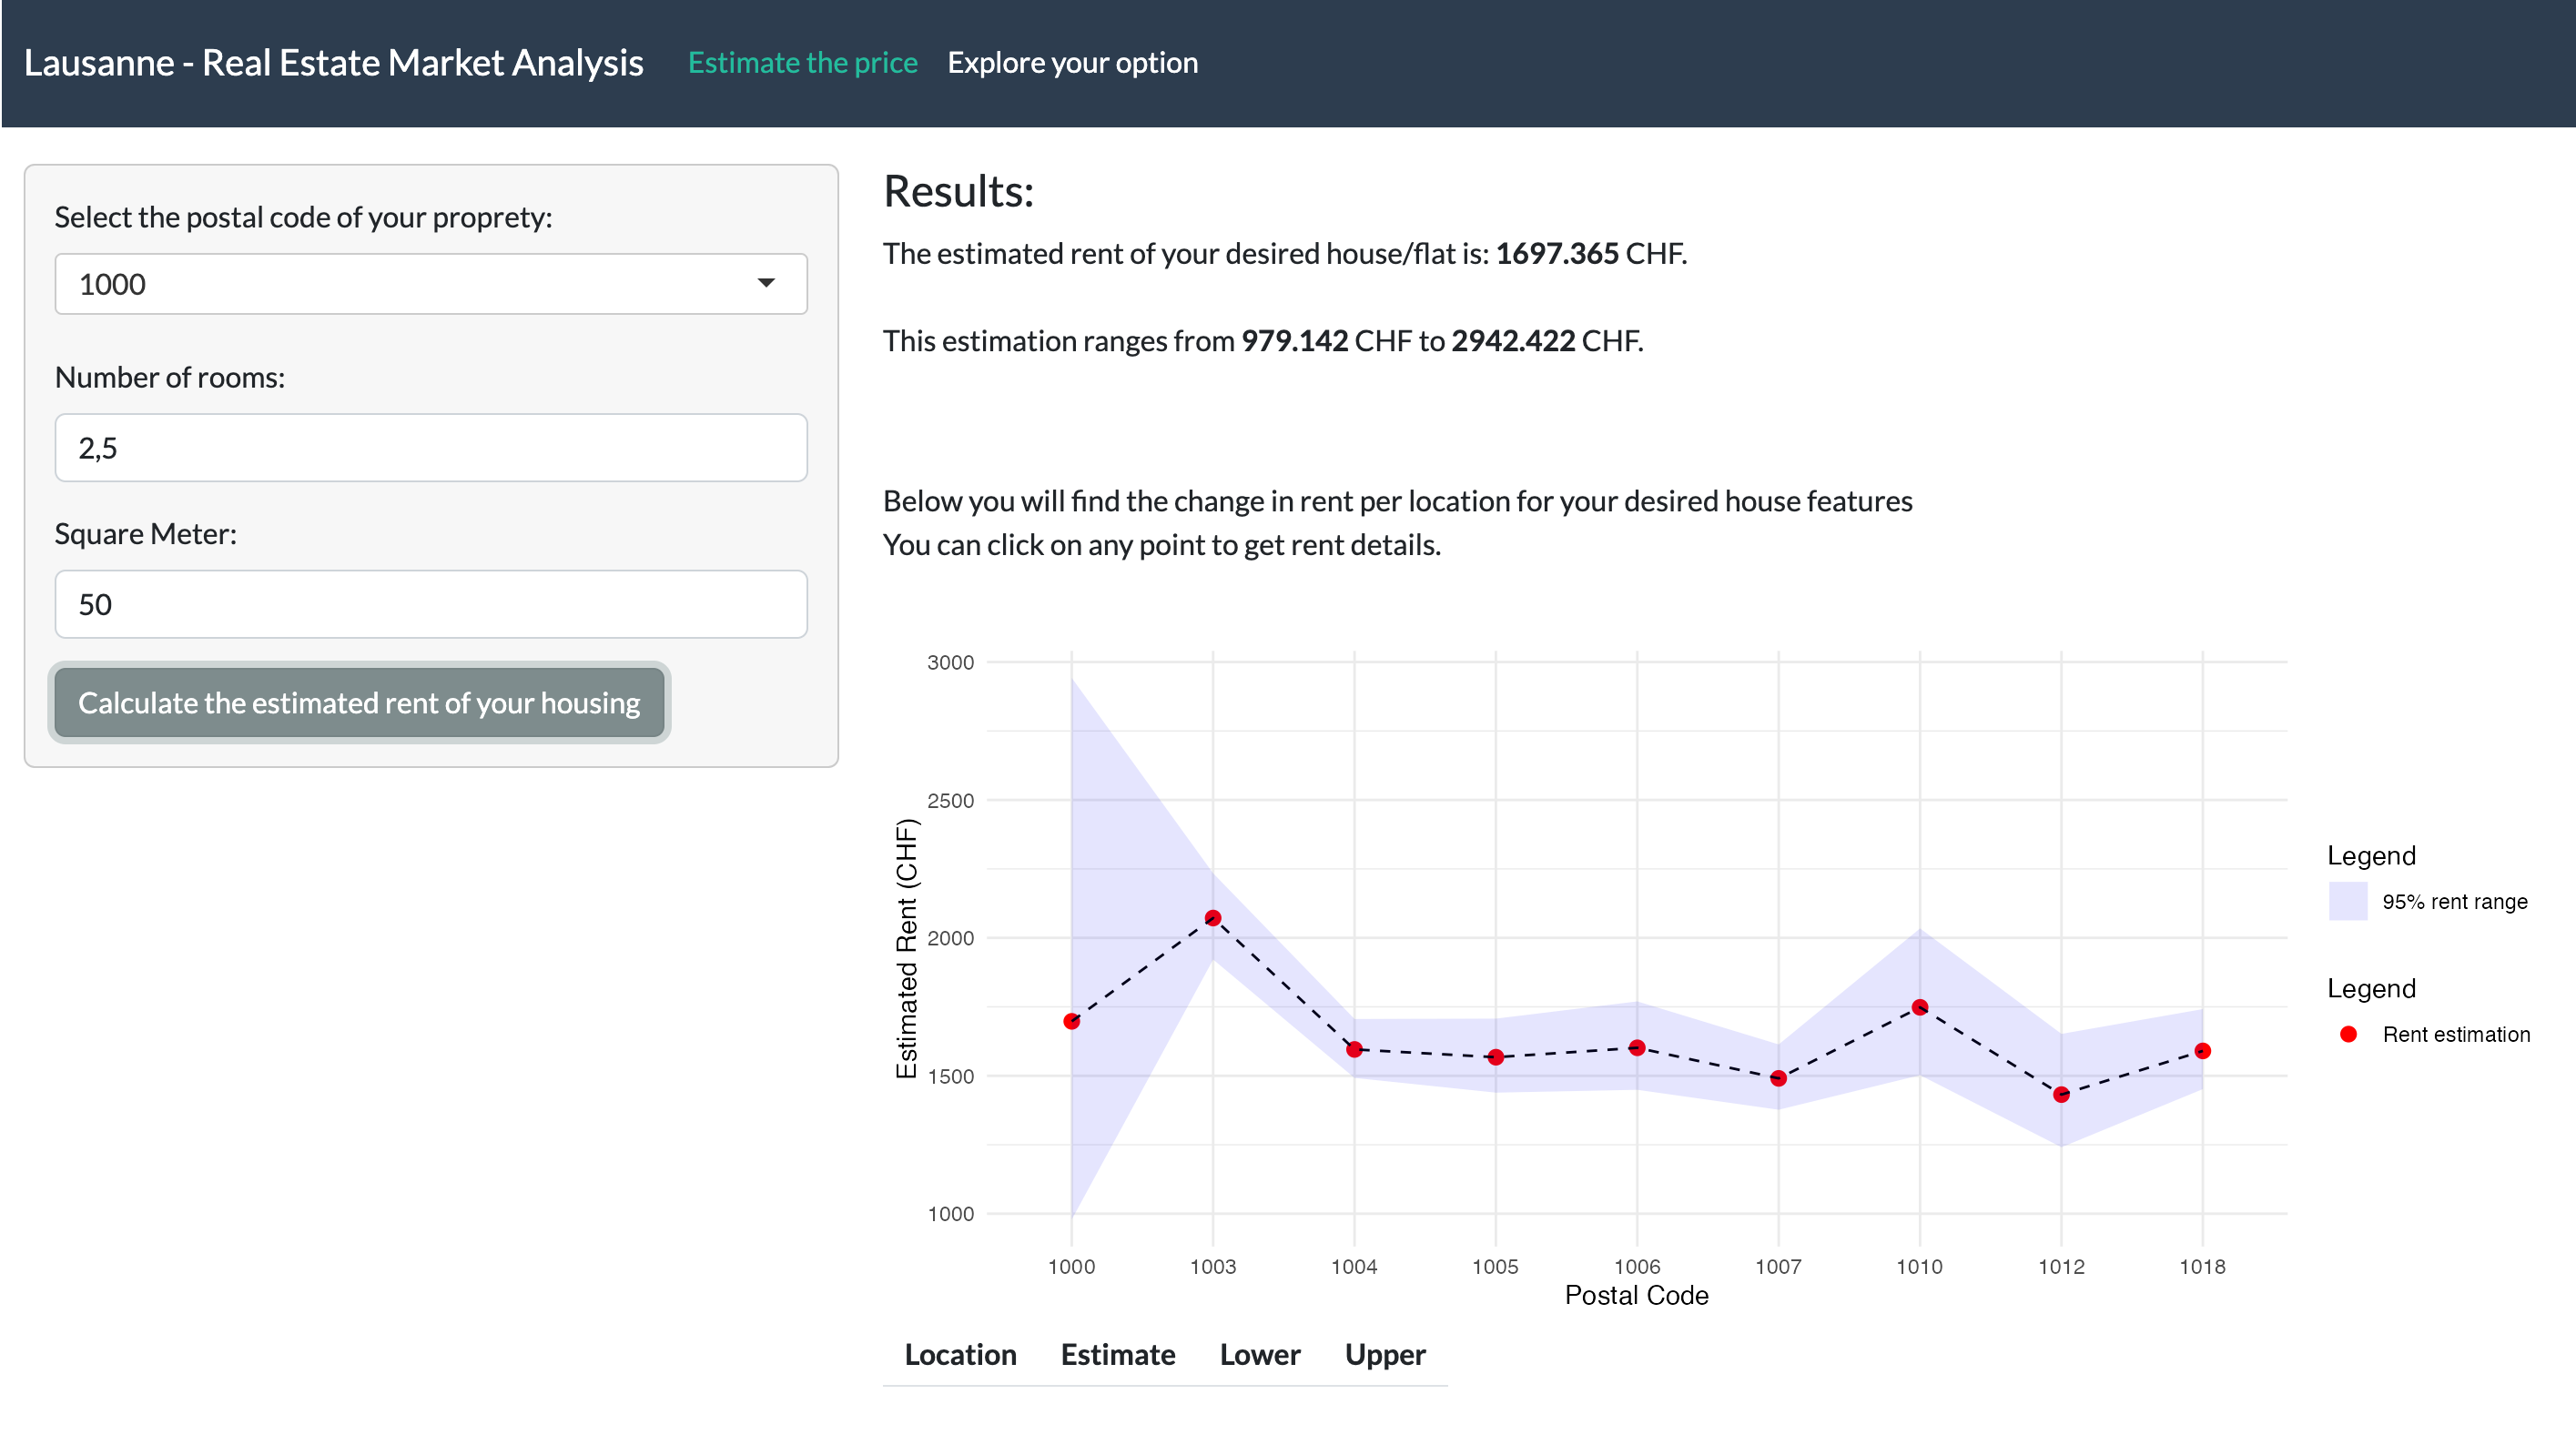 Lausanne - Real Estate Market Analysis Estimate the price Explore your option
Select the postal code of your proprety:
1000
Number of rooms:
2,5
Square Meter:
50
Calculate the estimated rent of your housing
Results:
The estimated rent of your desired house/flat is: 1697.365 CHF.
This estimation ranges from 979.142 CHF to 2942.422 CHF.
Below you will find the change in rent per location for your desired house features
You can click on any point to get rent details.
Estimated Rent (CHF)
3000
2500
2000
1500
1000
1000 1003 1004 1005 1006 1007 1010 1012 1018
Postal Code
Legend
95% rent range
Legend
Rent estimation
Location Estimate Lower Upper